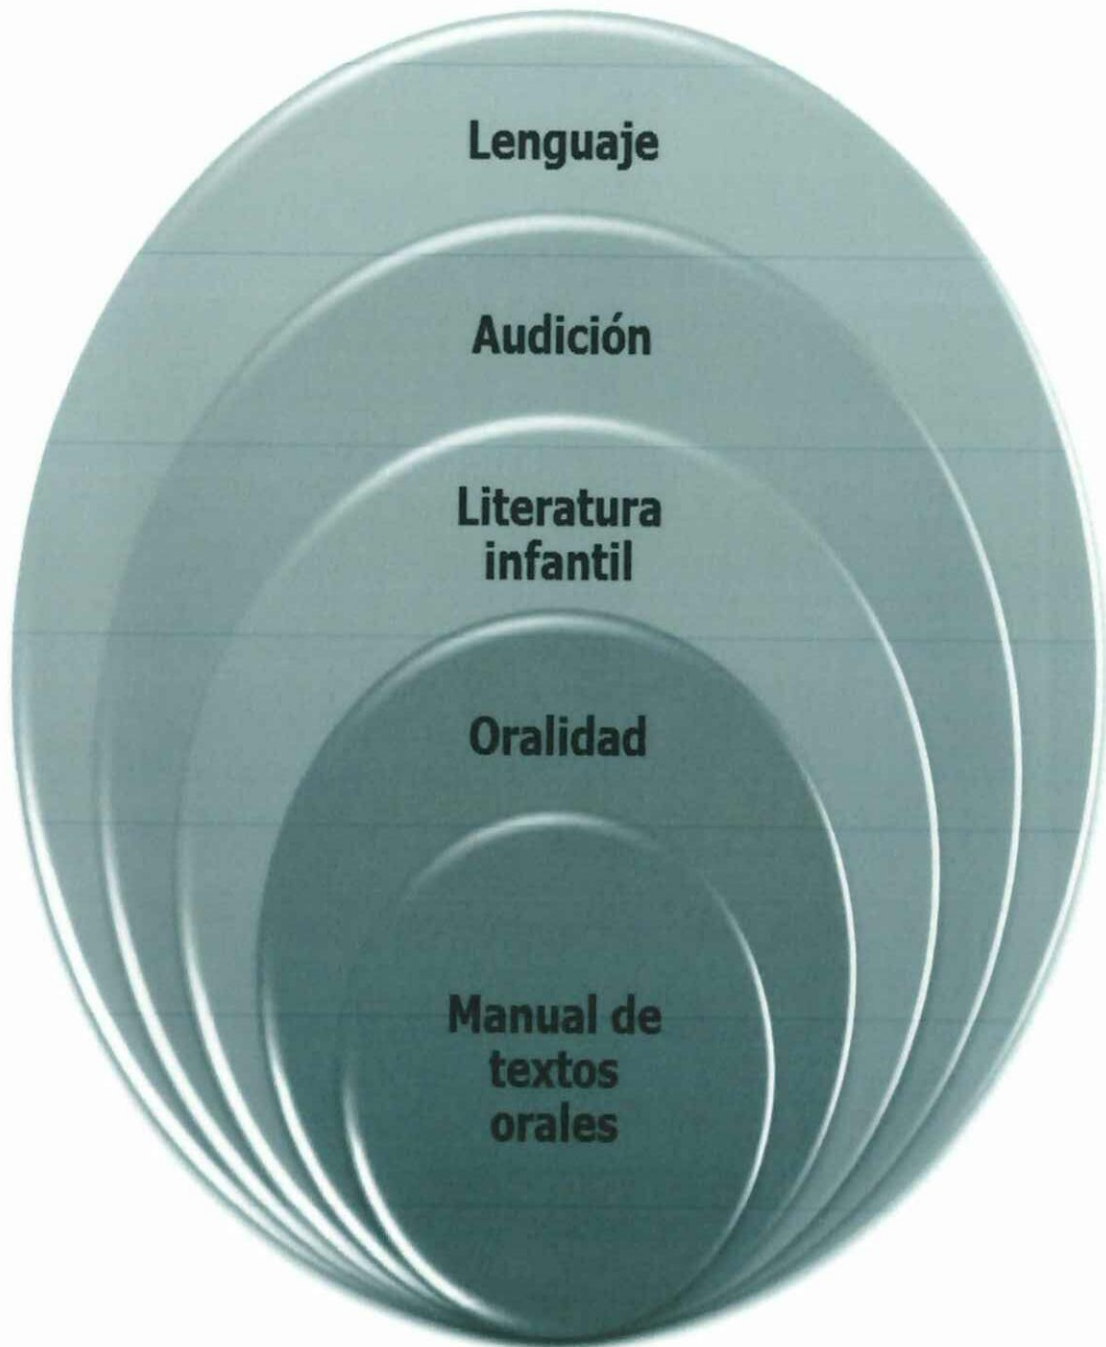 Lenguaje
Audición
Literatura
infantil
Oralidad
Manual de
textos
orales